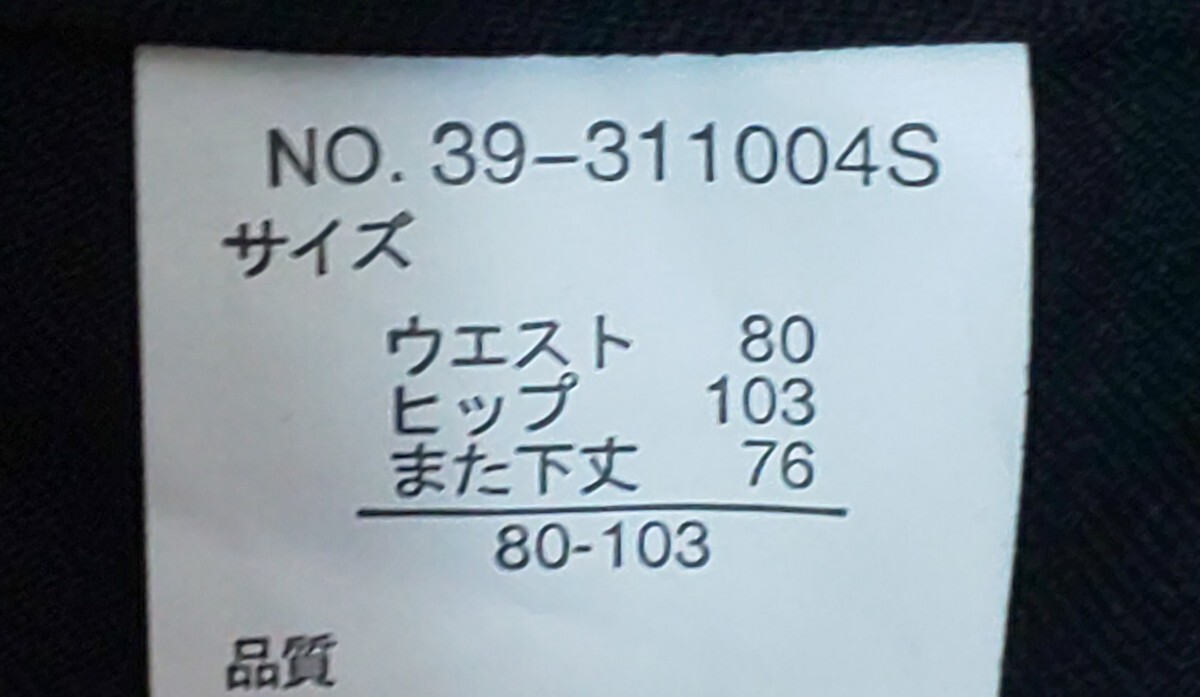 NO. 39-311004S
サイズ
ウエスト 80
ヒップ 103
また下丈 76
80-103
品質